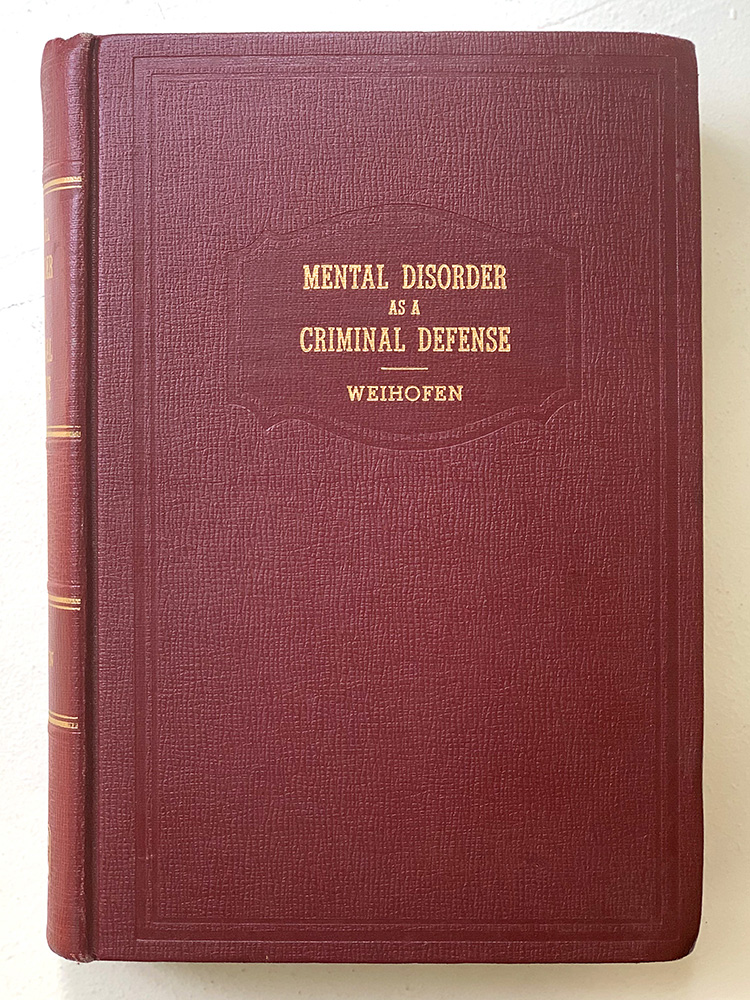 MENTAL DISORDER
AS A
CRIMINAL DEFENSE
WEIHOFEN